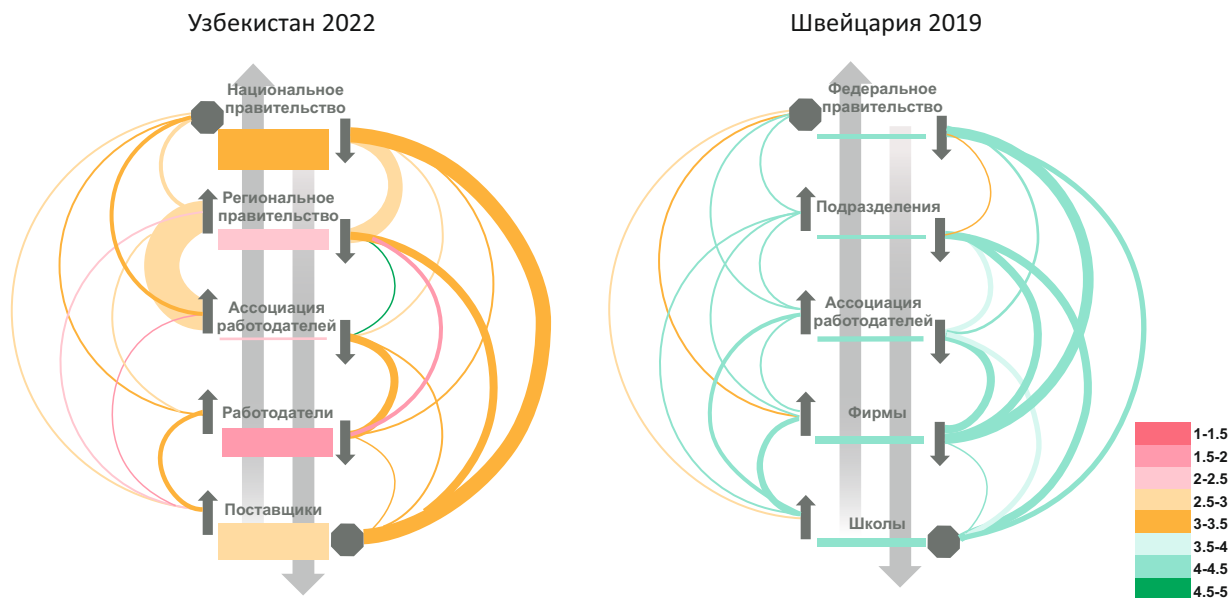 Узбекистан 2022
Национальное
правительство
Региональное
правительство
Ассоциация
работодателей
Работодатели
Поставщики
Швейцария 2019
Федеральное
правительство
Подразделения
Ассоциация
работодателей
Фирмы
Школы
1-1.5
1.5-2
2-2.5
2.5-3
3-3.5
3.5-4
4-4.5
4.5-5